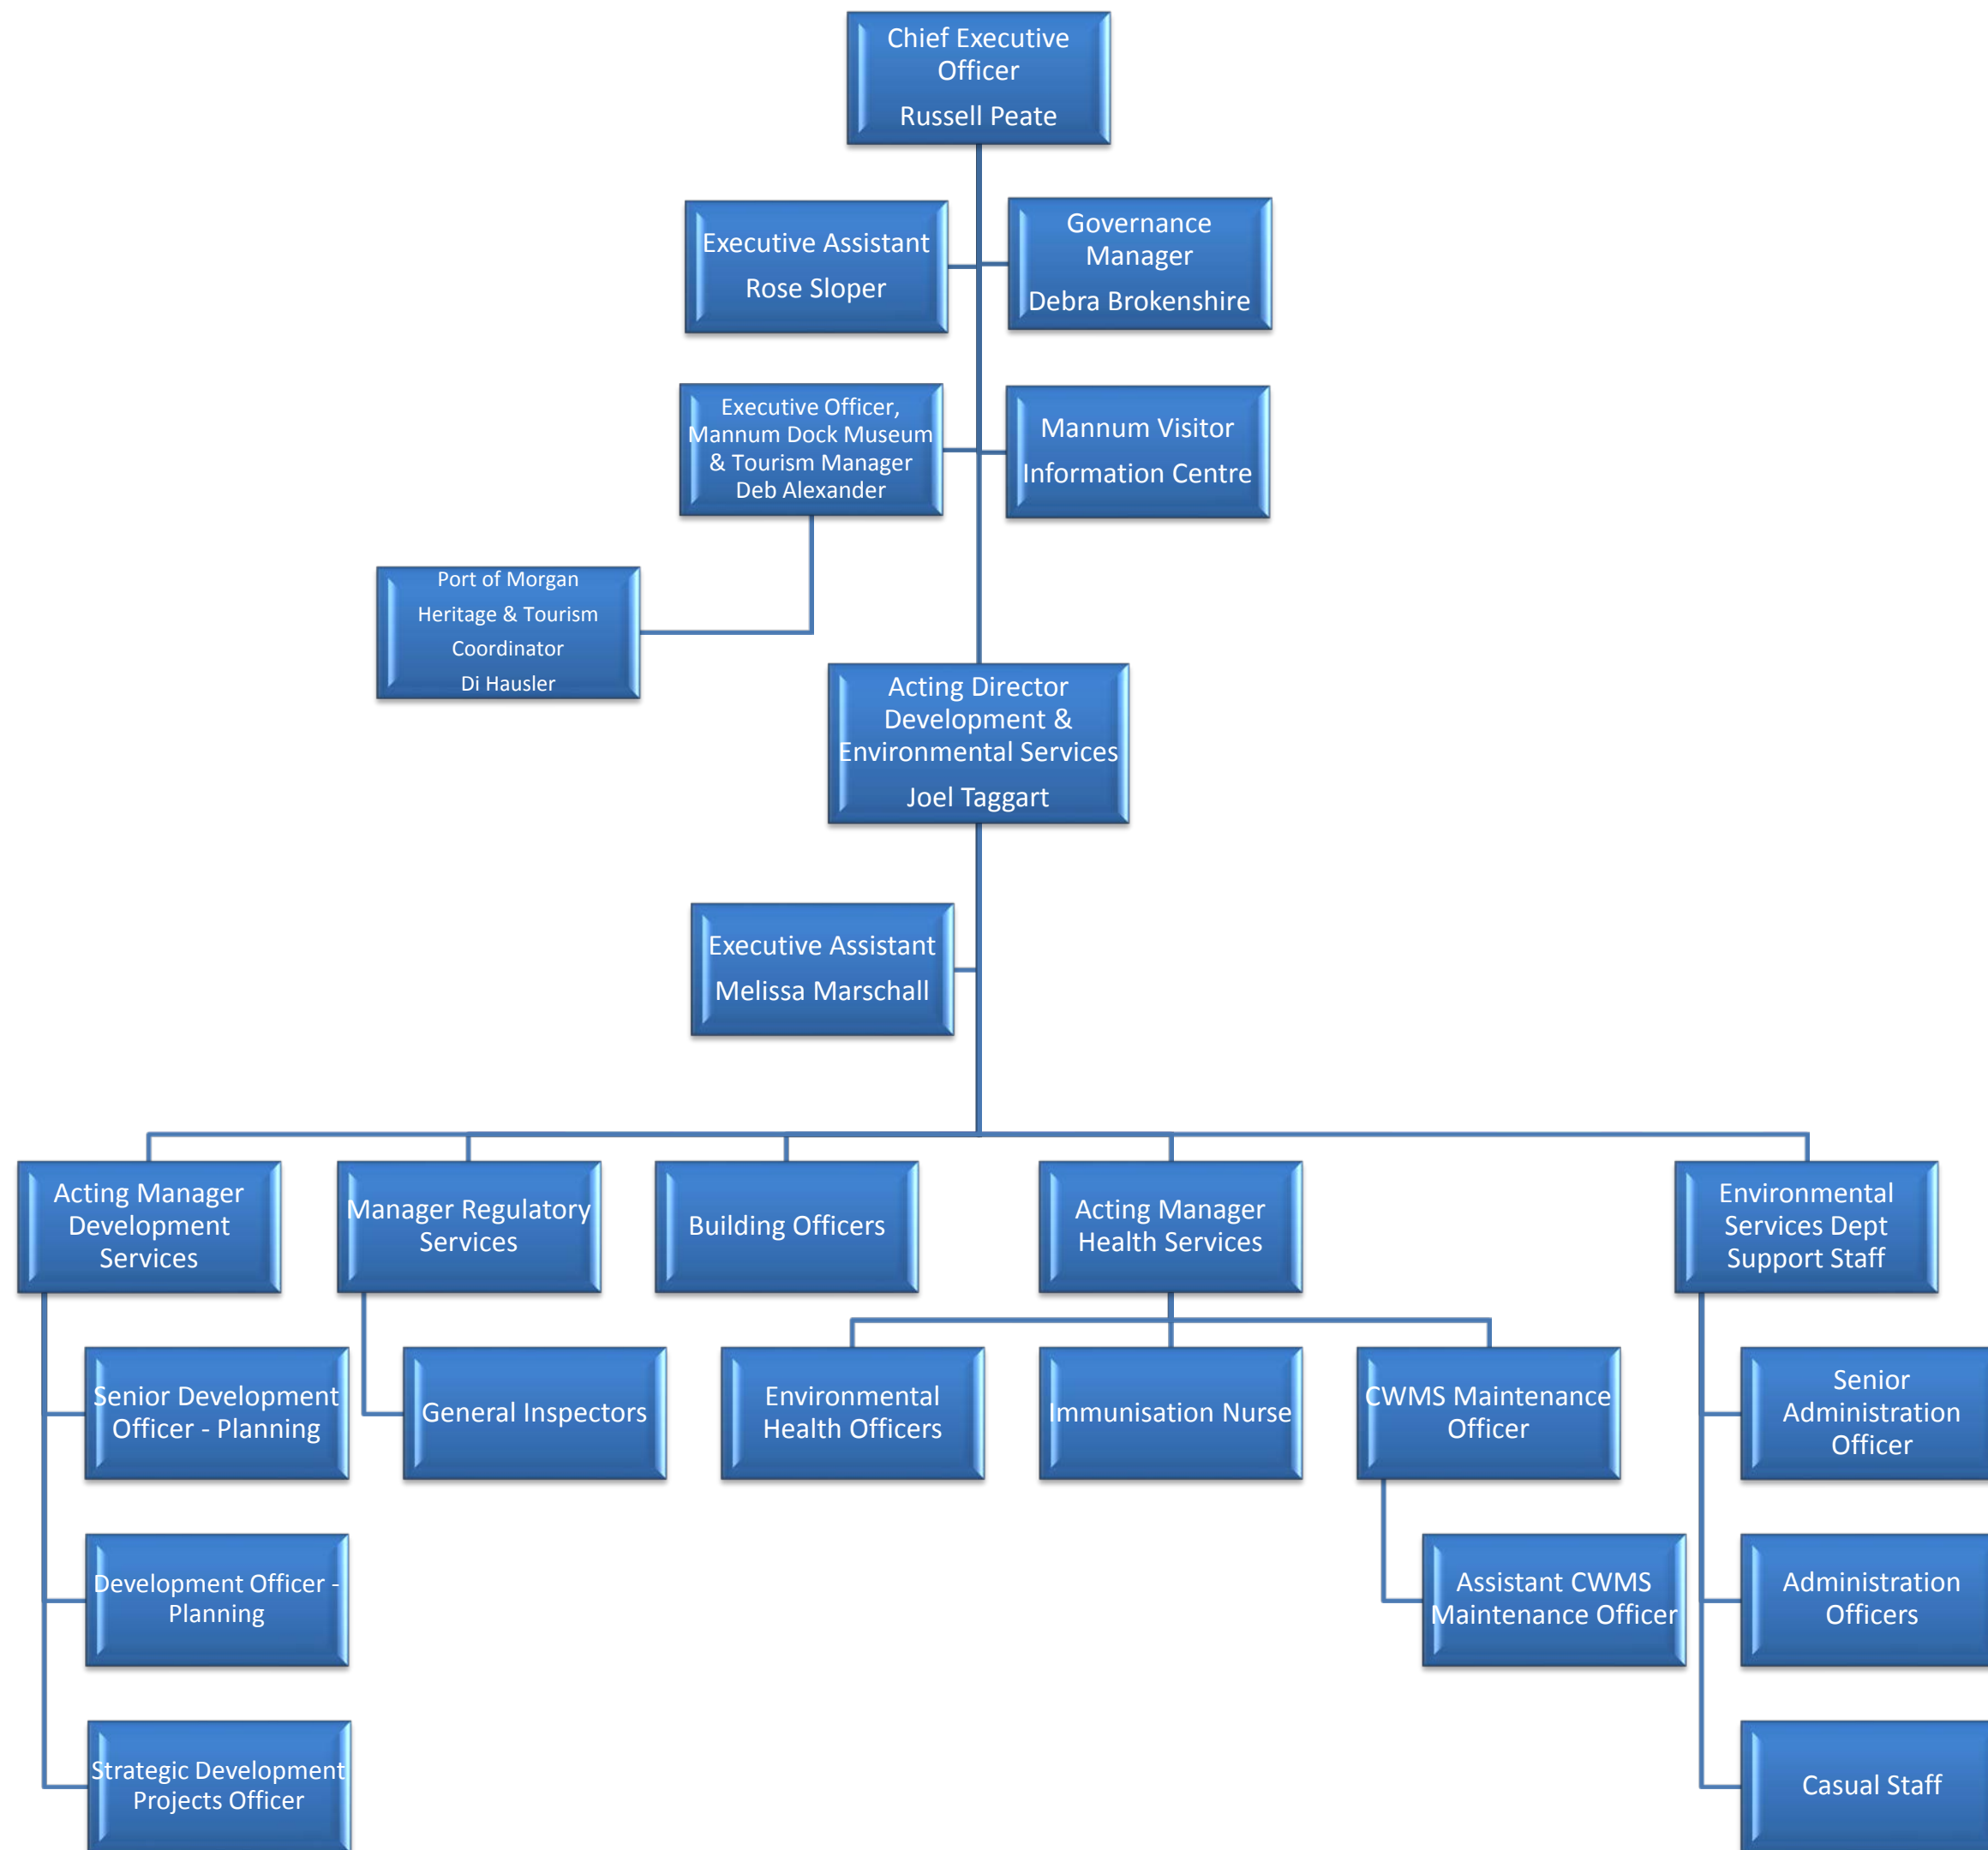 Chief Executive
Officer
Russell Peate
Executive Assistant
Rose Sloper
Governance
Manager
Debra Brokenshire
Executive Officer,
Mannum Dock Museum
& Tourism Manager
Deb Alexander
Mannum Visitor
Information Centre
Port of Morgan
Heritage & Tourism
Coordinator
Di Hausler
Acting Director
Development &
Environmental Services
Joel Taggart
Executive Assistant
Melissa Marschall
Acting Manager
Development
Services
Manager Regulatory
Services
Building Officers
Acting Manager
Health Services
Environmental
Services Dept
Support Staff
Senior Development
Officer - Planning
General Inspectors
Environmental
Health Officers
Immunisation Nurse
CWMS Maintenance
Officer
Senior
Administration
Officer
Development Officer -
Planning
Assistant CWMS
Maintenance Officer
Administration
Officers
Strategic Development
Projects Officer
Casual Staff